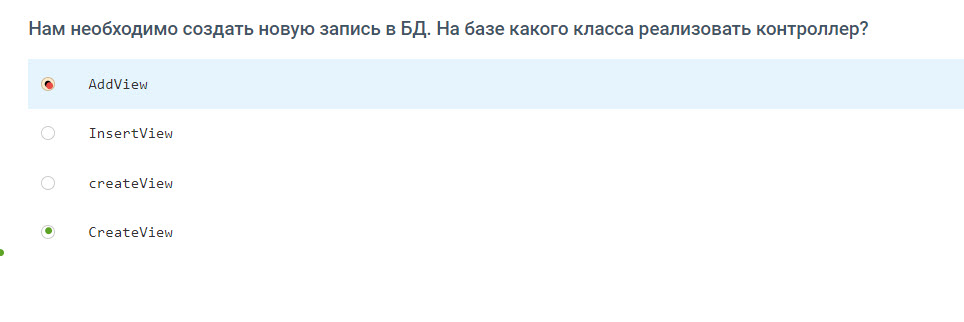 Нам необходимо создать новую запись в БД. На базе какого класса реализовать контроллер?
AddView
InsertView
createView
CreateView